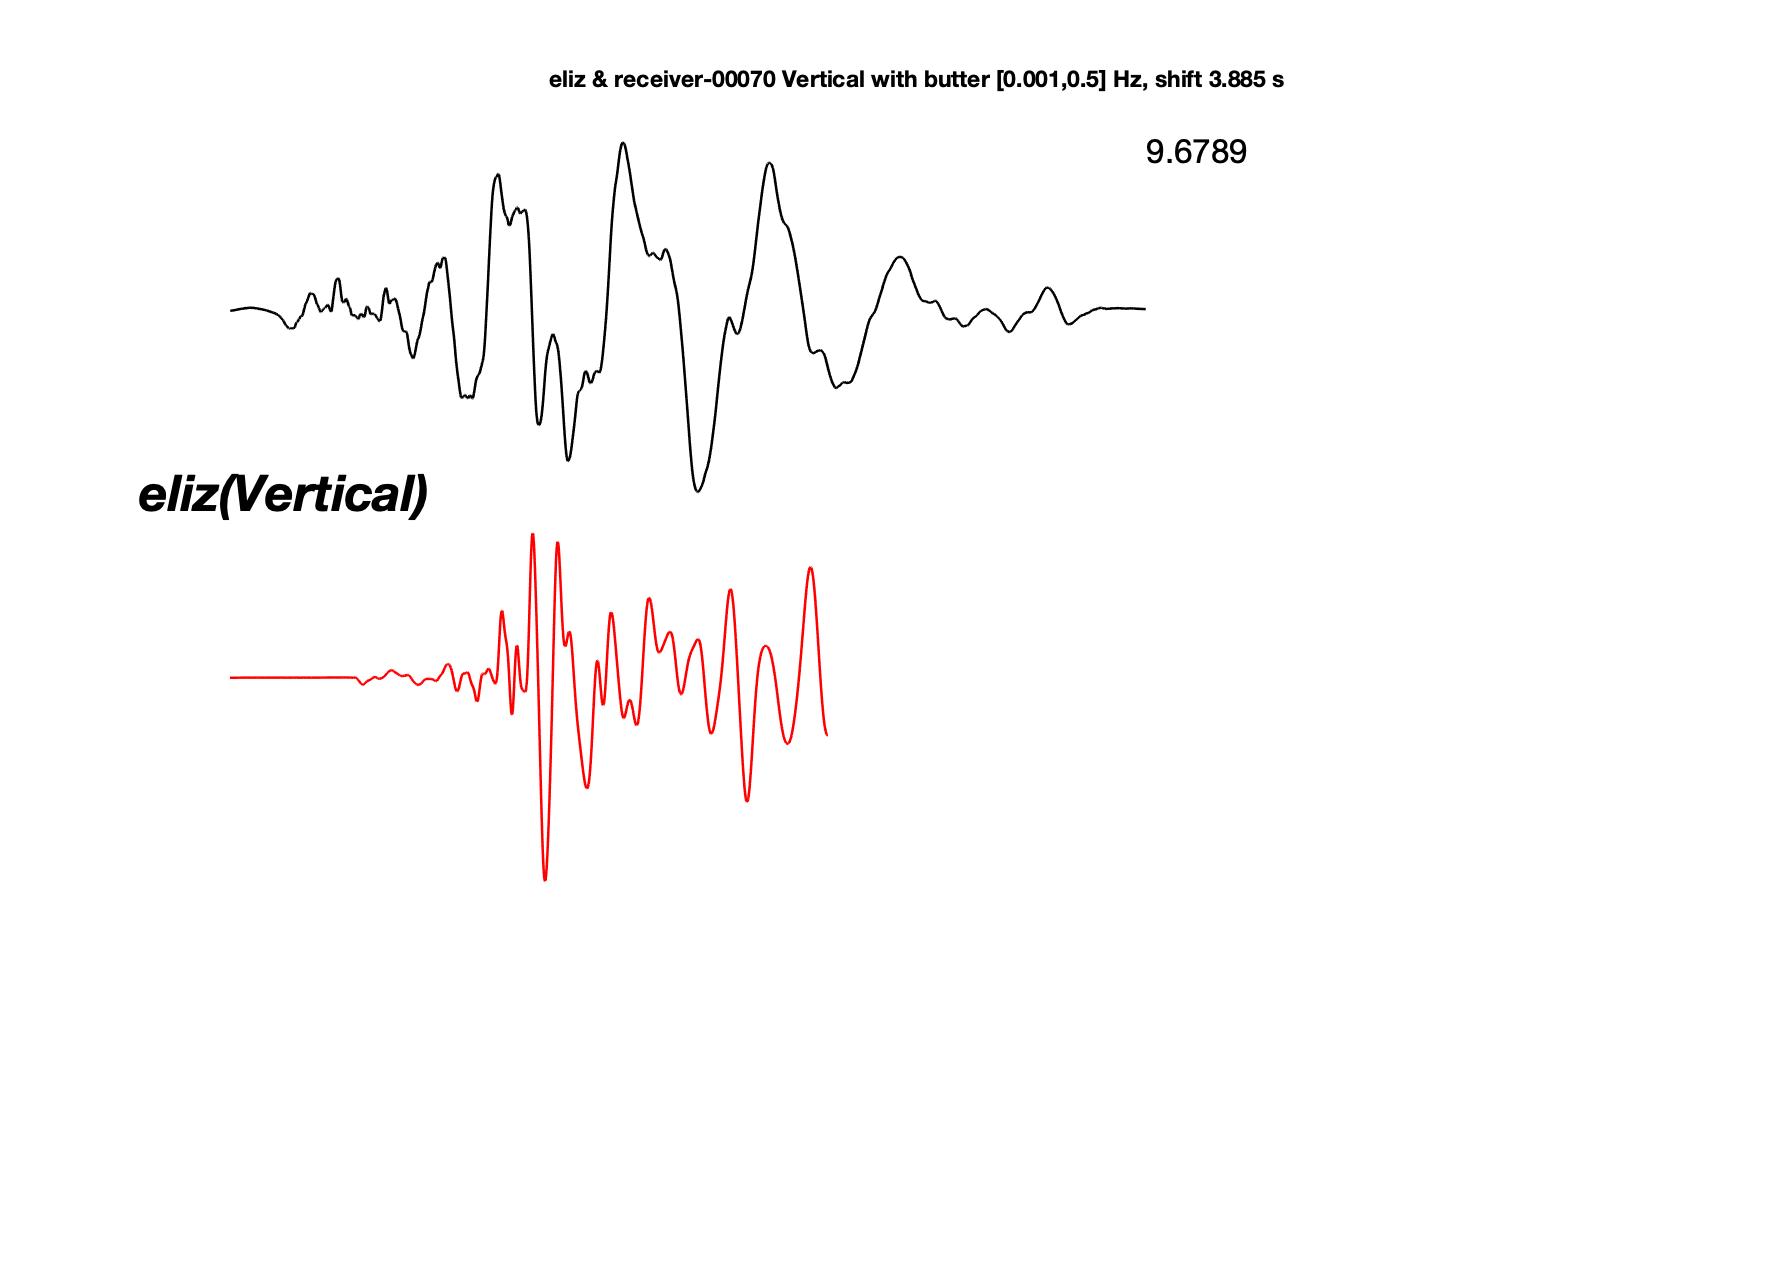 eliz & receiver-00070 Vertical with butter [0.001,0.5] Hz, shift 3.885 s
9.6789
eliz(Vertical)